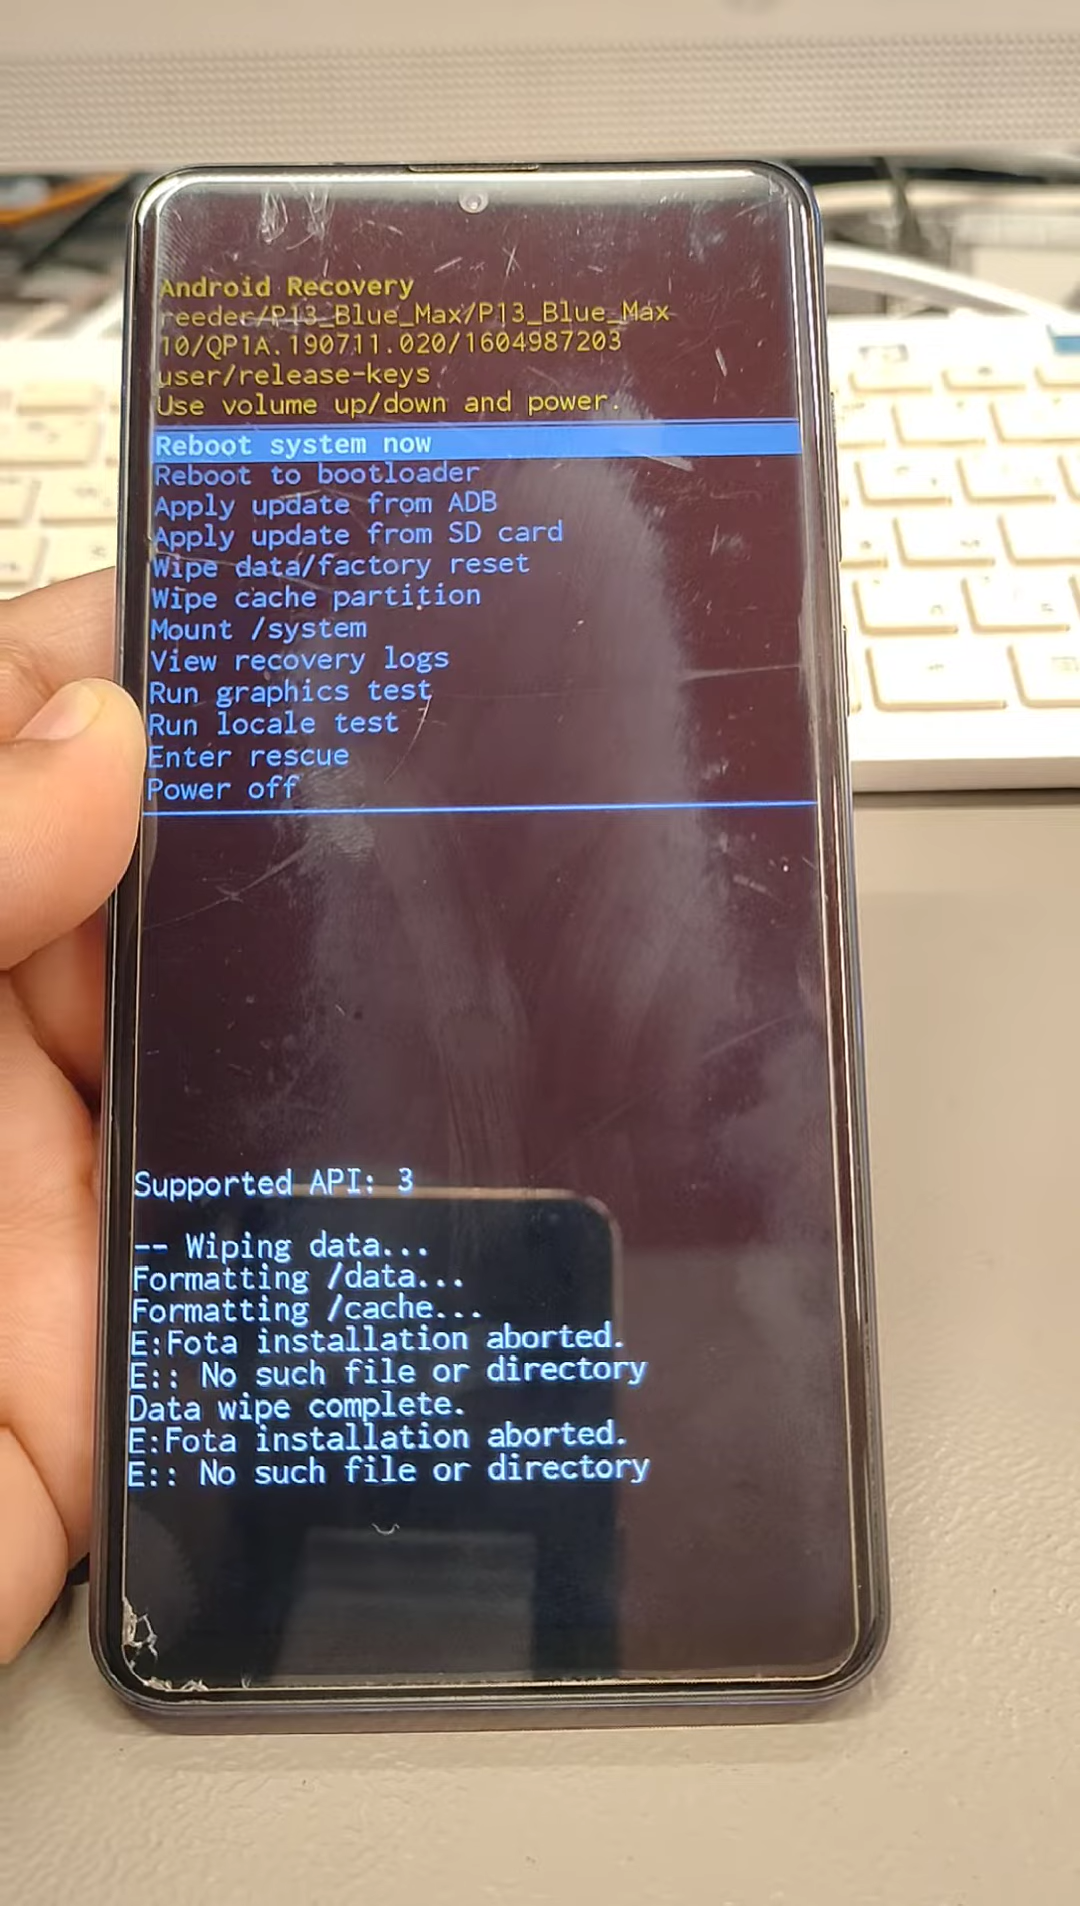 Android Recovery
reeder/P13_Blue_Max/P13_Blue_Max
10/QP1A.190711.020/1604987203
user/release-keys
Use volume up/down and power.
Reboot system now
Reboot to bootloader
Apply update from ADB
Apply update from SD card
Wipe data/factory reset
Wipe cache partition
Mount /system
View recovery logs
Run graphics test
Run locale test
Enter rescue
Power off
Supported API: 3
-- Wiping data...
Formatting /data...
Formatting /cache...
E:Fota installation aborted.
E:: No such file or directory
Data wipe complete.
E:Fota installation aborted.
E:: No such file or directory